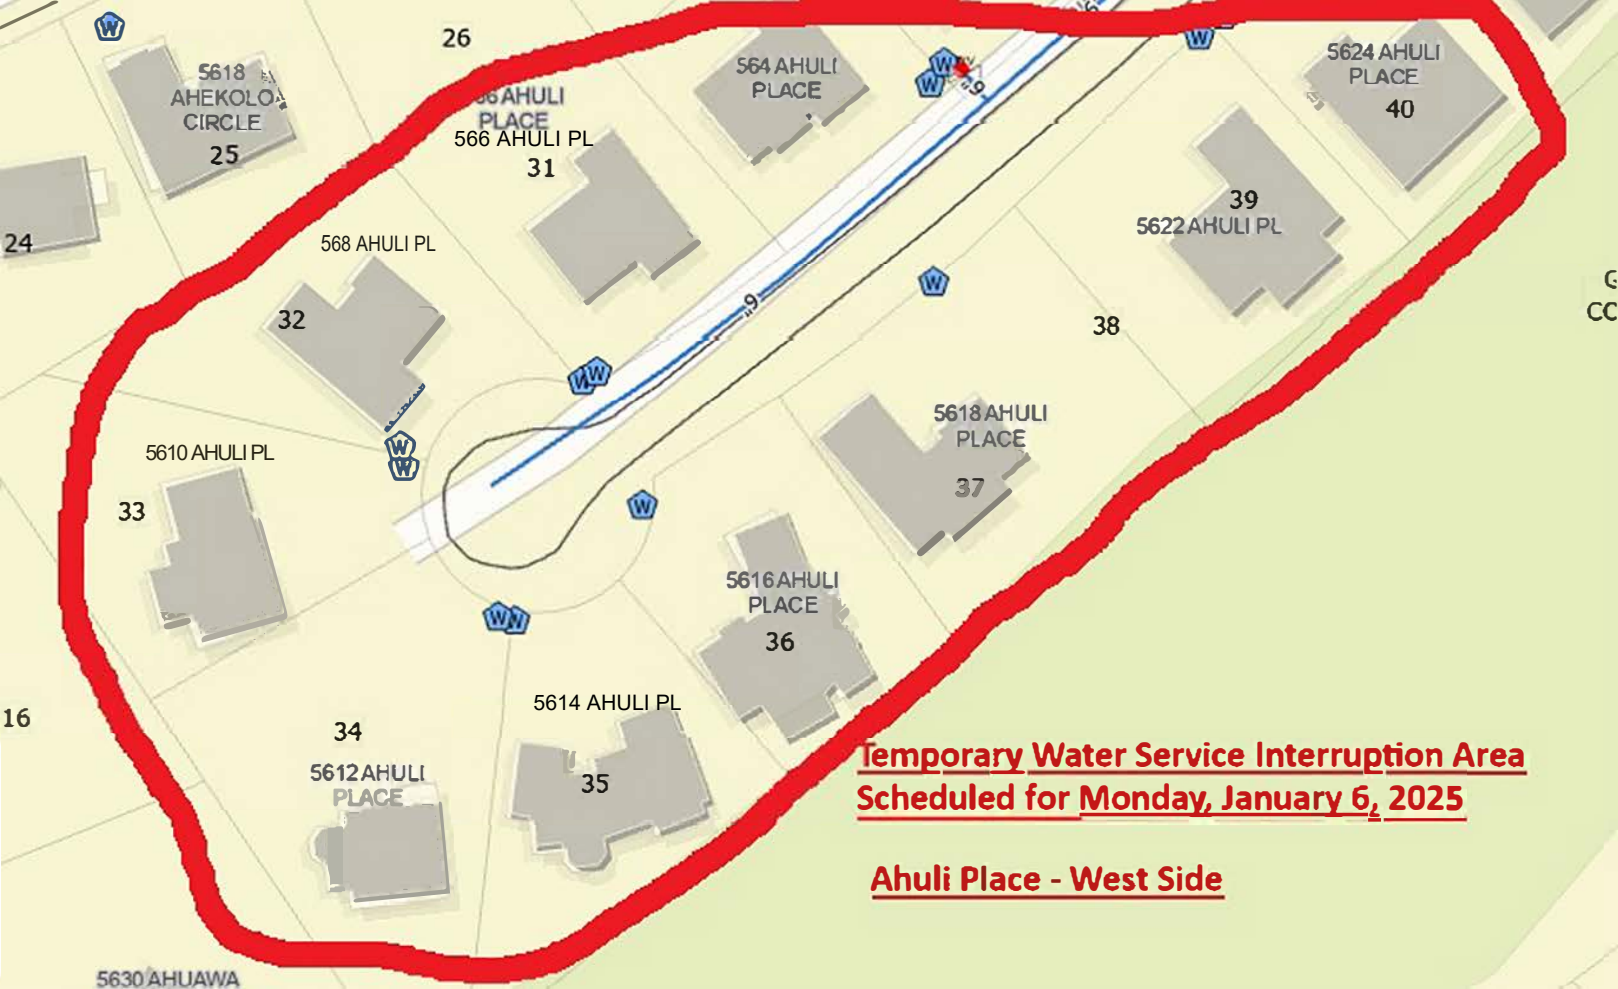 W
26
5618
AHEKOLO
CIRCLE
25
24
AHULI
PLACE
566 AHULI PL
31
564 AHULI
PLACE
W
W
6"
W
5624 AHULI
PLACE
40
39
5622 AHULI PL
568 AHULI PL
32
6"
W
38
W
W
5610 AHULI PL
33
W
W
5618 AHULI
PLACE
37
W
5616 AHULI
PLACE
36
W
W
16
34
5612 AHULI
PLACE
5614 AHULI PL
35
Temporary Water Service Interruption Area
Scheduled for Monday, January 6, 2025
Ahuli Place - West Side
5630 AHUAWA